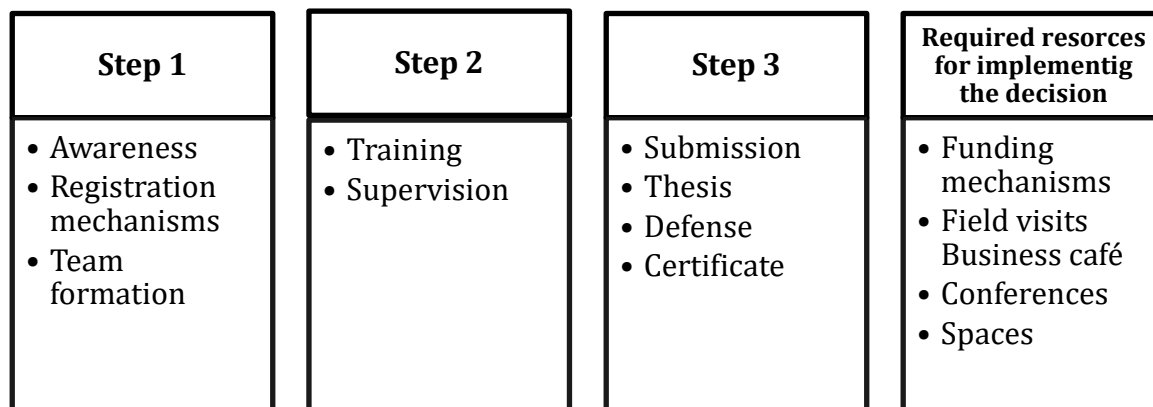 Step 1
• Awareness
• Registration
mechanisms
• Team
formation
Step 2
• Training
• Supervision
Step 3
• Submission
• Thesis
• Defense
• Certificate
Required resorces
for implementig
the decision
• Funding
mechanisms
• Field visits
Business café
• Conferences
• Spaces